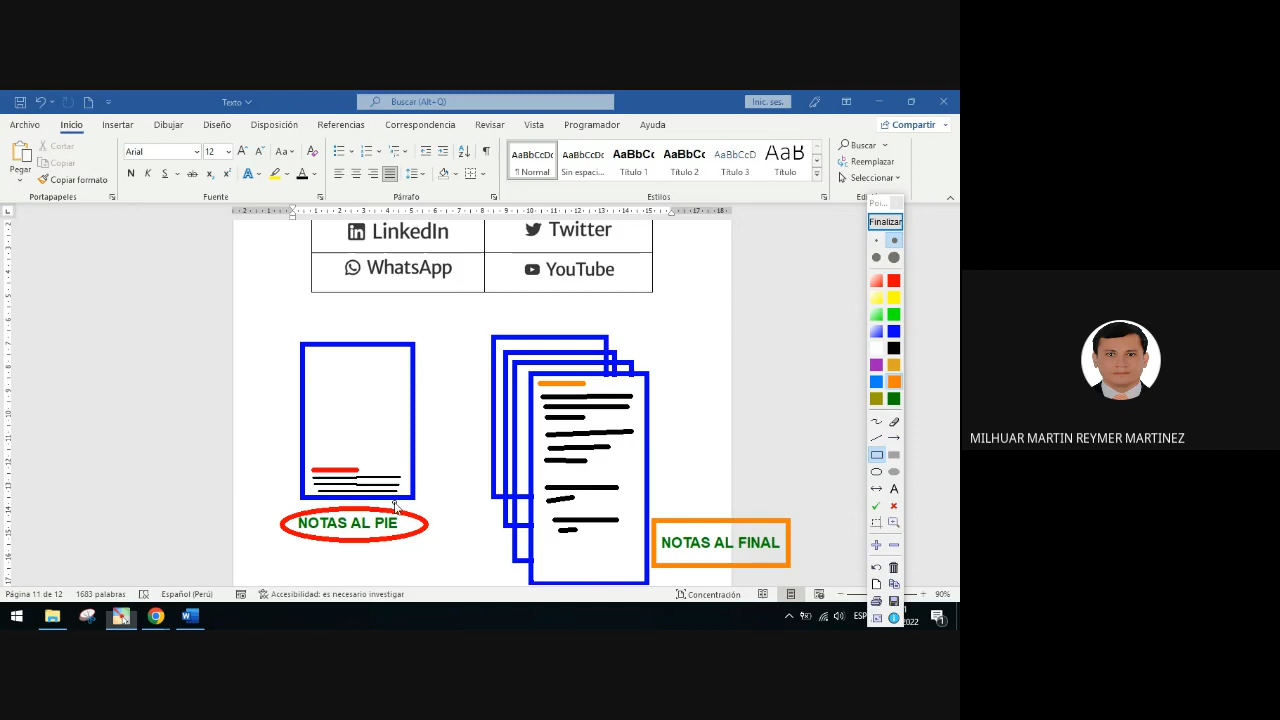 Texto
Buscar (Alt+Q)
Inic. ses.
Archivo Inicio Insertar Dibujar Diseño Disposición Referencias Correspondencia Revisar Vista Programador Ayuda Compartir
Pegar
Cortar
Copiar
Copiar formato
Portapapeles
Arial 12
Fuente
Párrafo
AaBbCcDc AaBbCcDc AaBbCc AaBbCc AaBbCcD AaB
¶ Normal Sin espaci... Título 1 Título 2 Título 3 Título
Estilos
Buscar
Reemplazar
Seleccionar
Finalizar
LinkedIn Twitter
WhatsApp YouTube
NOTAS AL PIE
NOTAS AL FINAL
MILHUAR MARTIN REYMER MARTINEZ
Página 11 de 12 1683 palabras Español (Perú) Accesibilidad: es necesario investigar Concentración 90%
ESP
2022